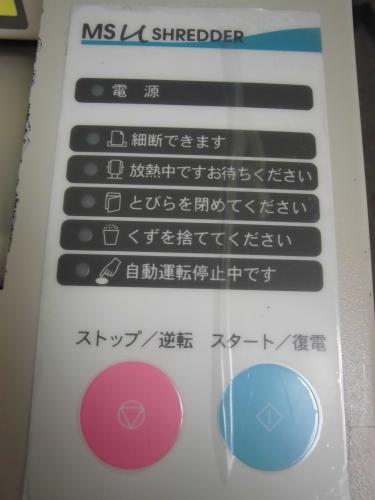 MS μ SHREDDER
電 源
細断できます
放熱中ですお待ちください
とびらを閉めてください
くずを捨ててください
自動運転停止中です
ストップ/逆転 スタート/復電